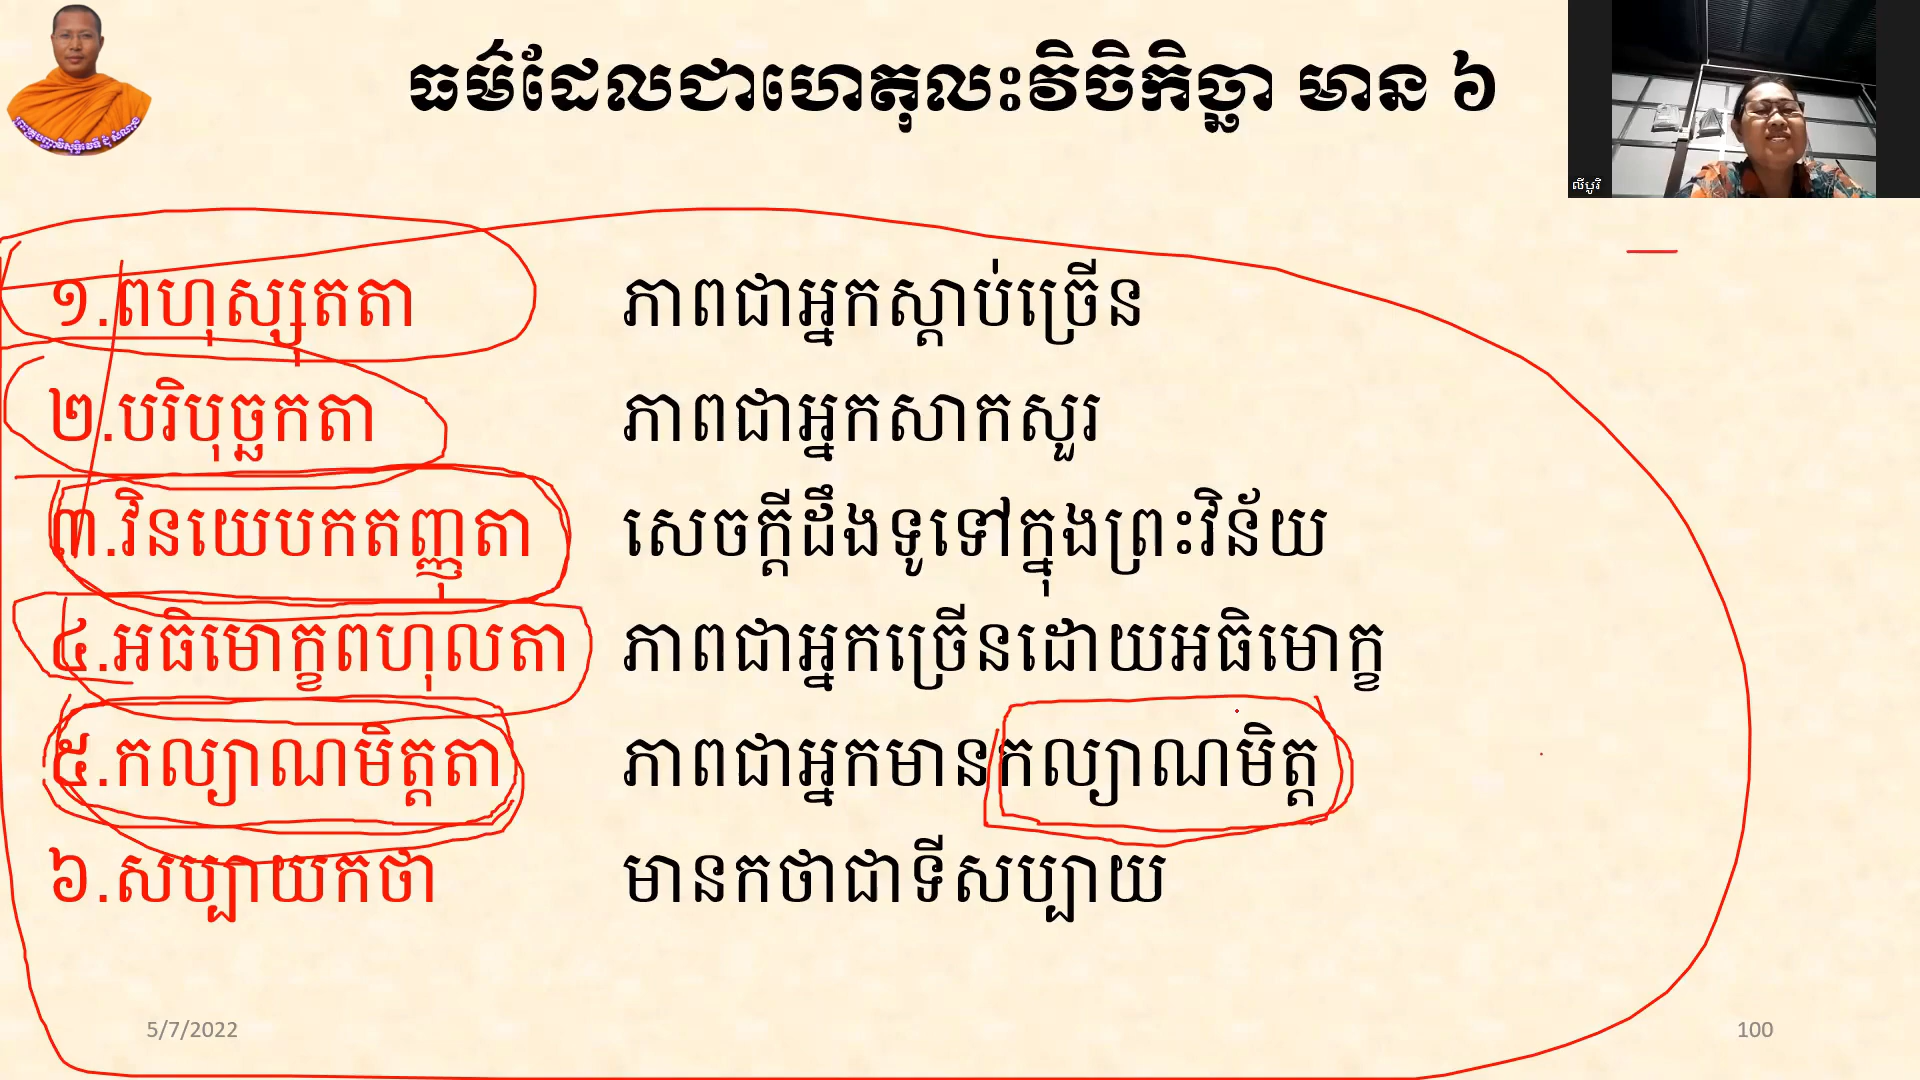 ធម៌ដែលជាហេតុលះវិចិកិច្ឆា មាន ៦
លីបូរិ
១.ពហុស្សុតតា ភាពជាអ្នកស្តាប់ច្រើន
២.បរិបុច្ឆកតា ភាពជាអ្នកសាកសួរ
៣.វិនយេបកតញ្ញុតា សេចក្តីដឹងទូទៅក្នុងព្រះវិន័យ
៤.អធិមោក្ខពហុលតា ភាពជាអ្នកច្រើនដោយអធិមោក្ខ
៥.កល្យាណមិត្តតា ភាពជាអ្នកមានកល្យាណមិត្ត
៦.សប្បាយកថា មានកថាជាទីសប្បាយ
5/7/2022 100